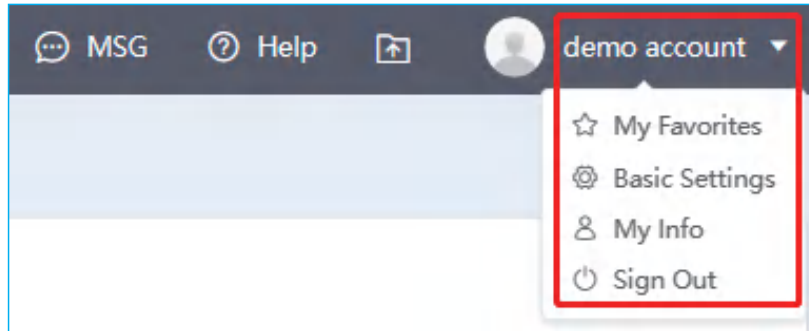 MSG Help demo account
My Favorites
Basic Settings
My Info
Sign Out